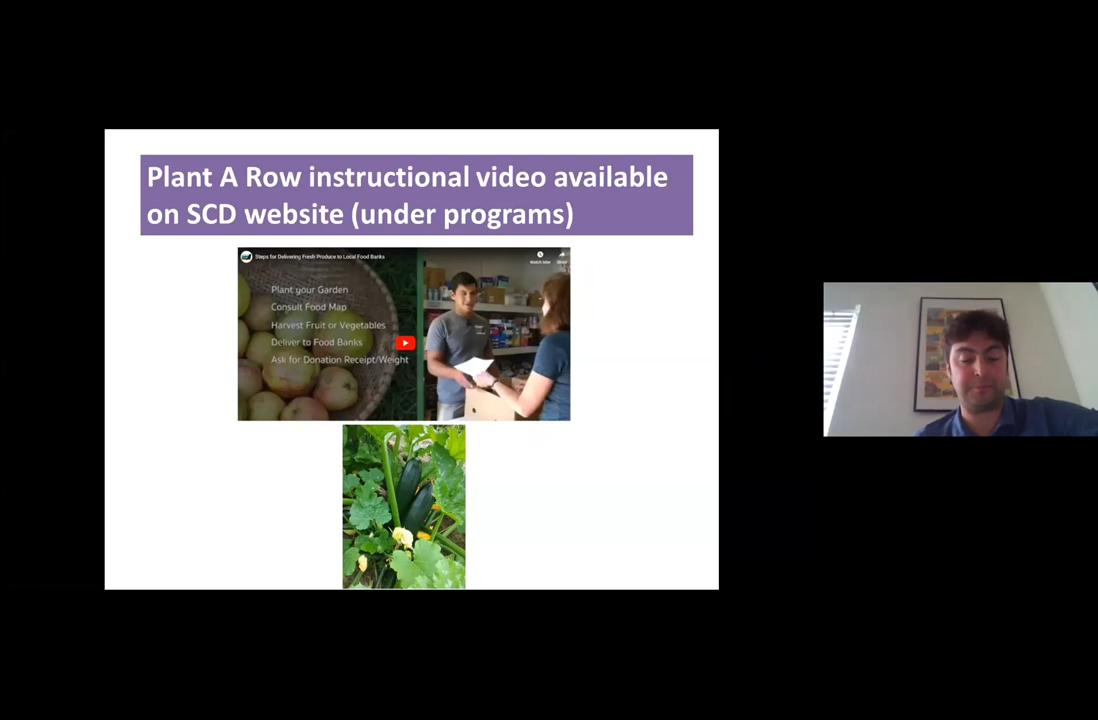 Plant A Row instructional video available
on SCD website (under programs)
Steps for Delivering Fresh Produce to Local Food Banks
Watch later
Share
Plant your Garden
Consult Food Map
Harvest Fruit or Vegetables
Deliver to Food Banks
Ask for Donation Receipt/Weight